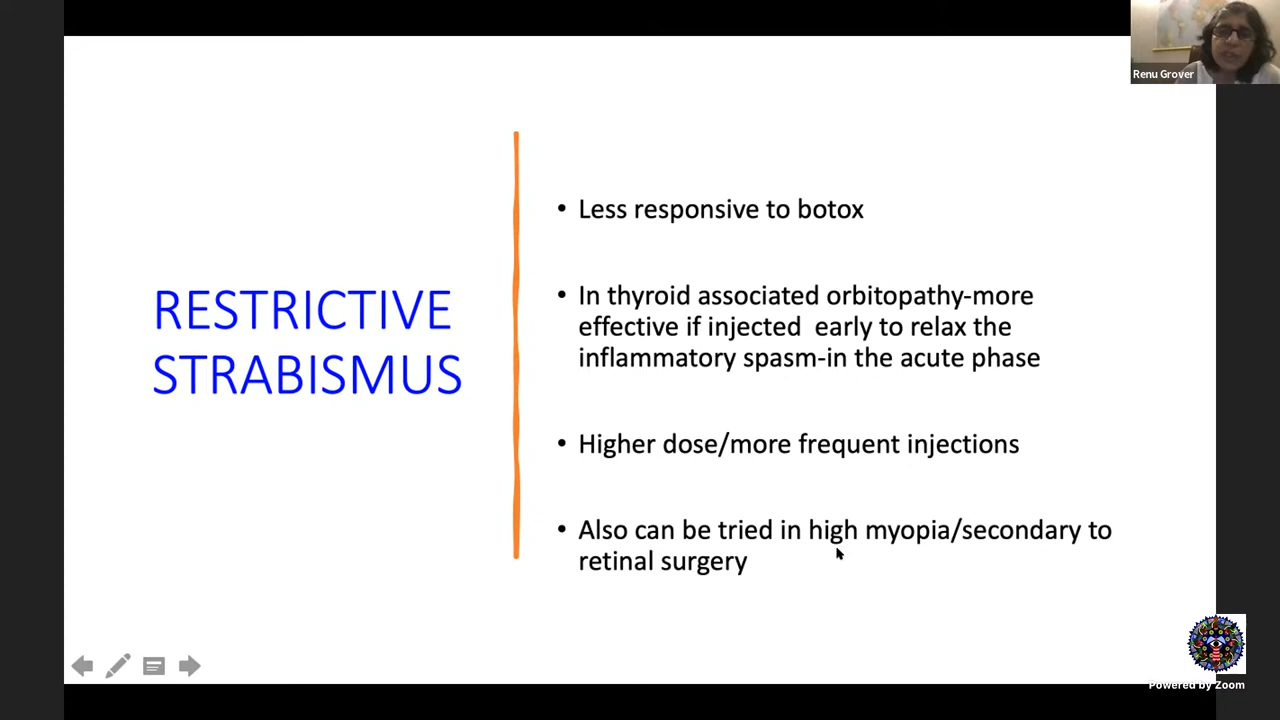 Renu Grover
RESTRICTIVE
STRABISMUS
• Less responsive to botox
• In thyroid associated orbitopathy-more
effective if injected early to relax the
inflammatory spasm-in the acute phase
• Higher dose/more frequent injections
• Also can be tried in high myopia/secondary to
retinal surgery
Powered by Zoom